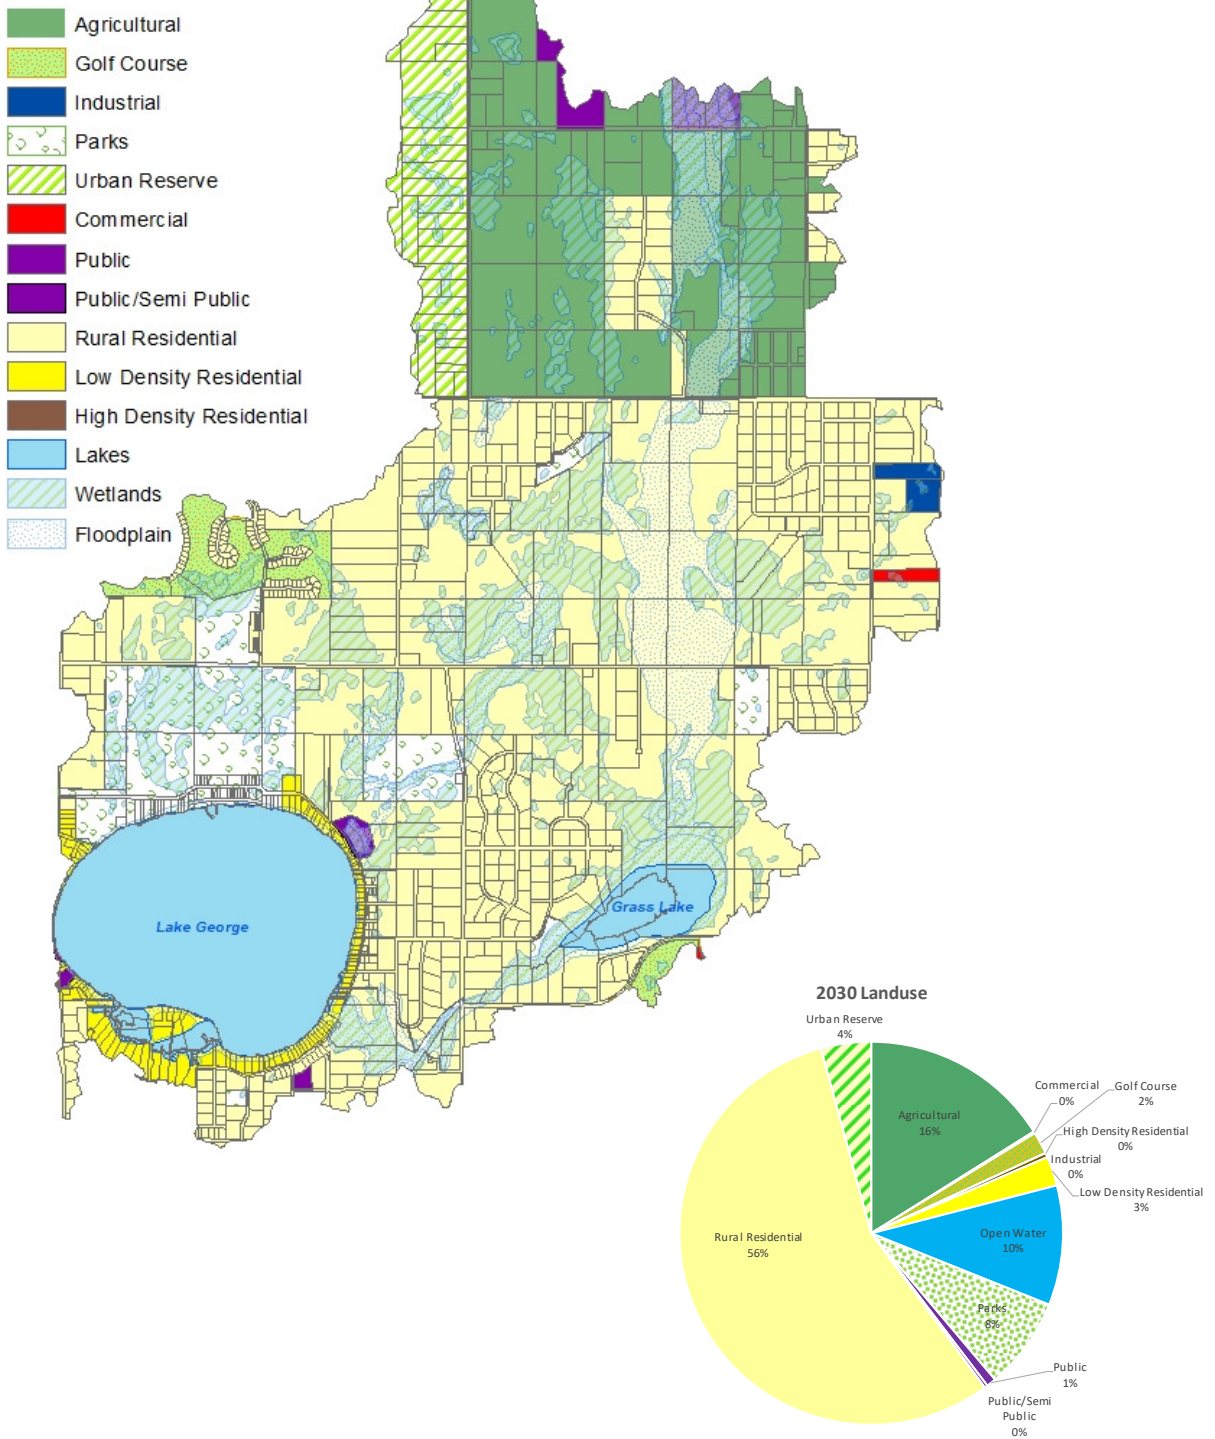 Agricultural
Golf Course
Industrial
Parks
Urban Reserve
Commercial
Public
Public/Semi Public
Rural Residential
Low Density Residential
High Density Residential
Lakes
Wetlands
Floodplain
Grass Lake
Lake George
2030 Landuse
Urban Reserve
4%
Agricultural
16%
Commercial
0%
Golf Course
2%
High Density Residential
0%
Industrial
0%
Low Density Residential
3%
Open Water
10%
Rural Residential
56%
Parks
8%
Public
1%
Public/Semi
Public
0%